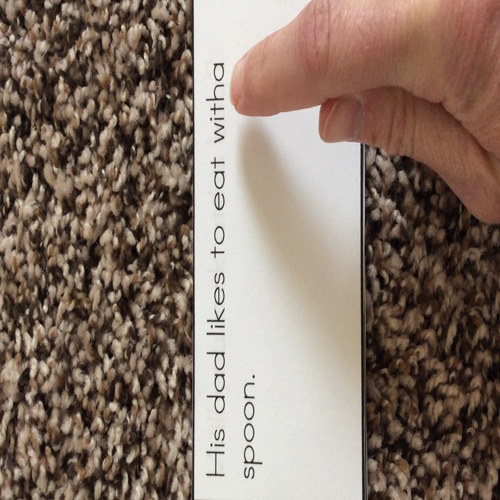 His dad likes to eat witha
spoon.